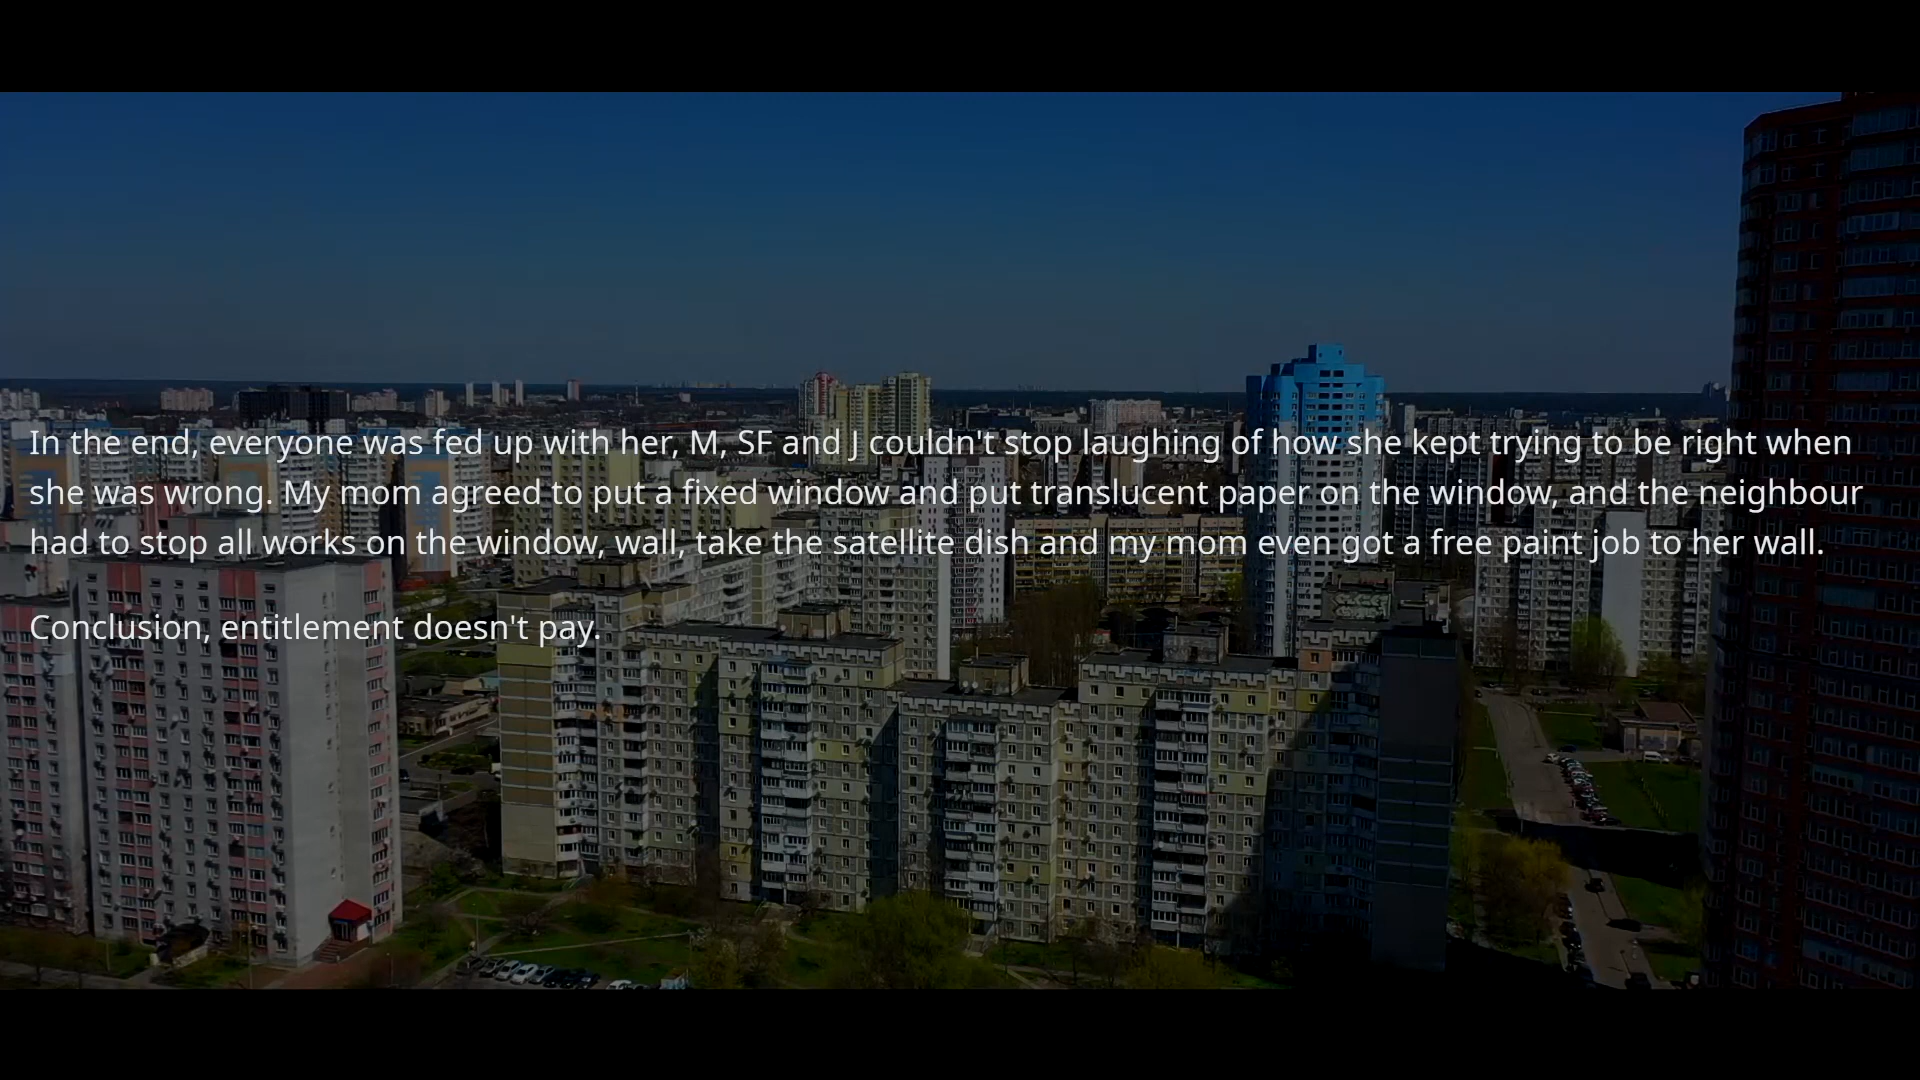 In the end, everyone was fed up with her, M, SF and J couldn't stop laughing of how she kept trying to be right when
she was wrong. My mom agreed to put a fixed window and put translucent paper on the window, and the neighbour
had to stop all works on the window, wall, take the satellite dish and my mom even got a free paint job to her wall.
Conclusion, entitlement doesn't pay.